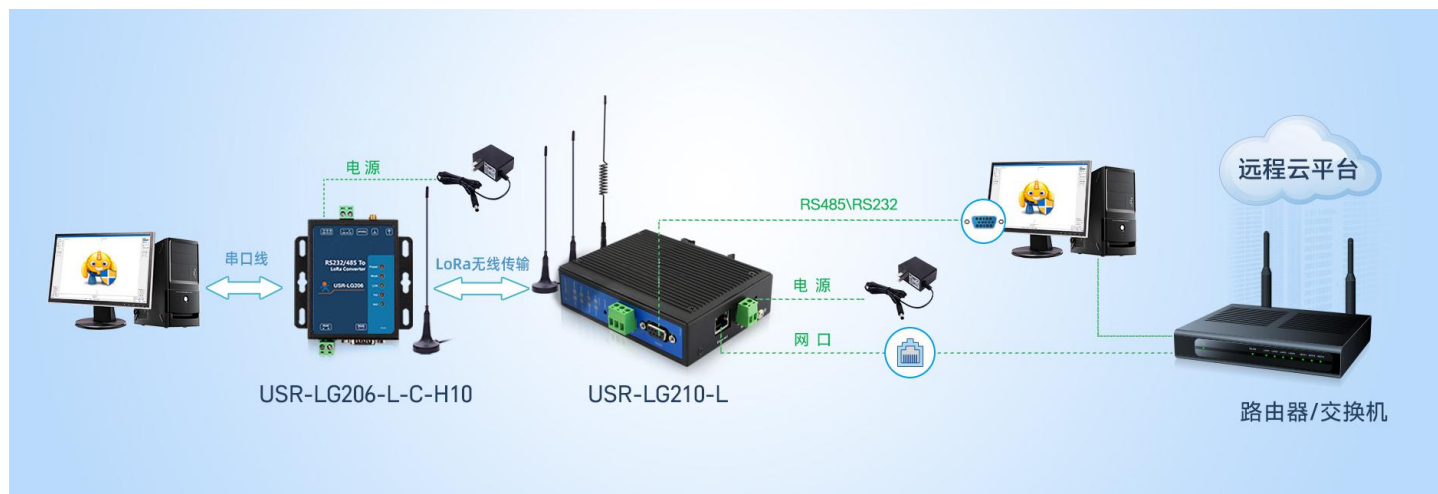 电 源
串口线
RS232/485 To
LoRa Converter
USR-LG206
LoRa无线传输
RS485\RS232
电 源
网 口
远程云平台
USR-LG206-L-C-H10
USR-LG210-L
路由器/交换机